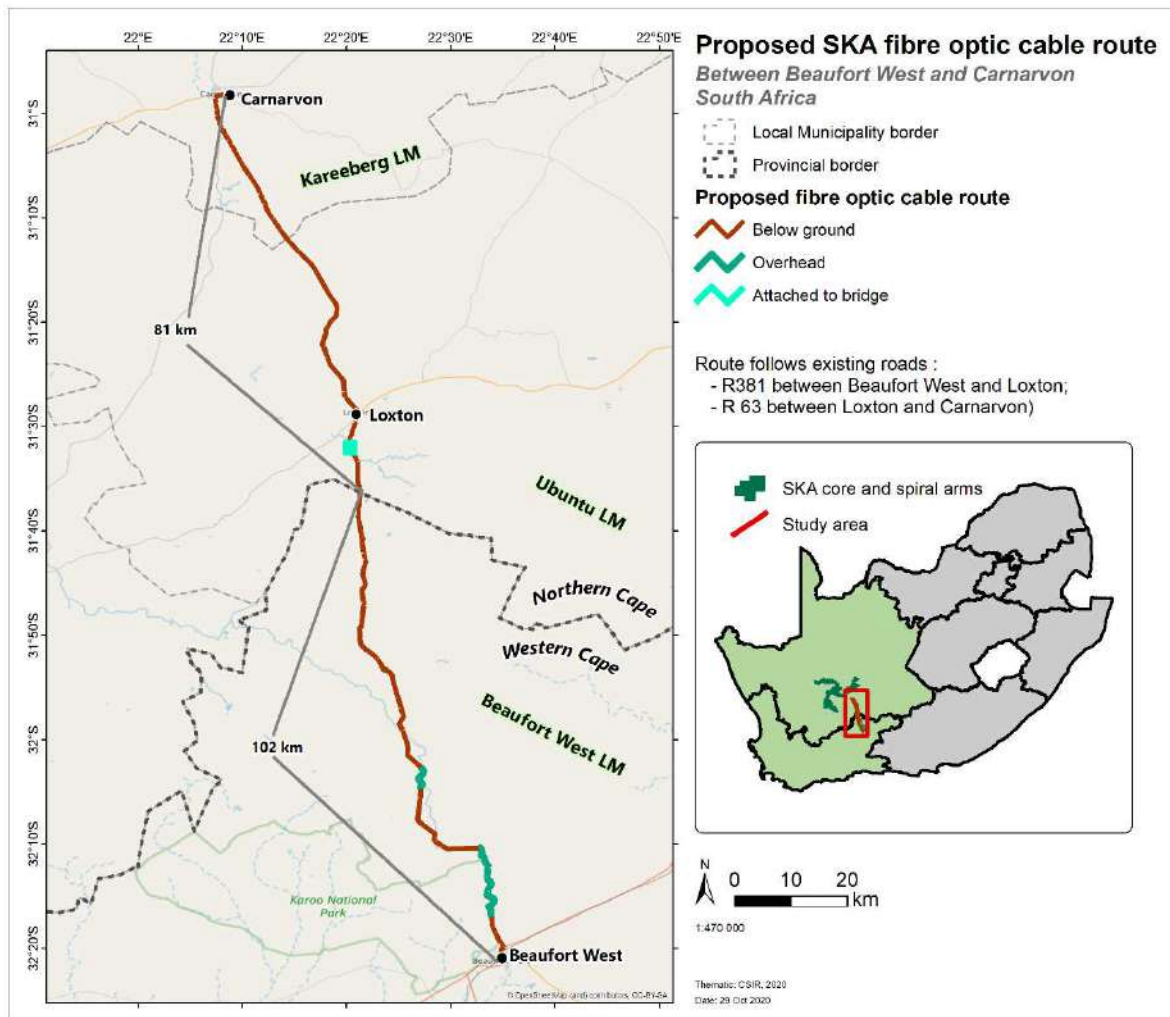 22°E 22°10'E 22°20'E 22°30'E 22°40'E 22°50'E
31°S
31°10'S
31°20'S
31°30'S
31°40'S
31°50'S
32°S
32°10'S
32°20'S
Carnarvon
Kareeberg LM
81 km
Loxton
Ubuntu LM
Northern Cape
Western Cape
Beaufort West LM
102 km
Karoo National
Park
Beaufort West
© OpenStreetMap (and) contributors, CC-BY-SA
Proposed SKA fibre optic cable route
Between Beaufort West and Carnarvon
South Africa
Local Municipality border
Provincial border
Proposed fibre optic cable route
Below ground
Overhead
Attached to bridge
Route follows existing roads :
- R381 between Beaufort West and Loxton;
- R 63 between Loxton and Carnarvon)
SKA core and spiral arms
Study area
N
0 10 20
km
1:470 000
Thematic: CSIR, 2020
Date: 29 Oct 2020